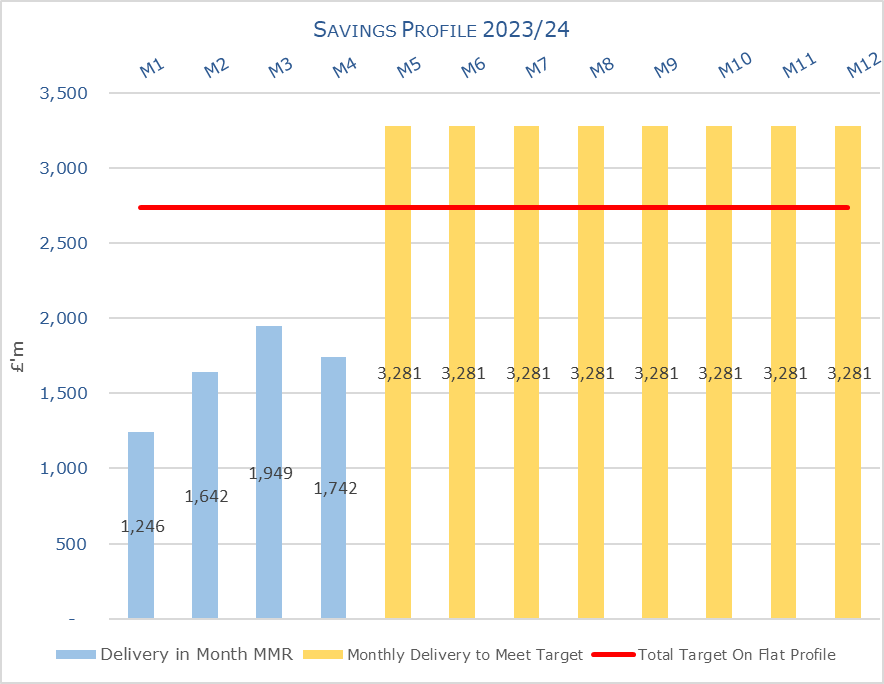 SAVINGS PROFILE 2023/24
M1 M2 M3 M4 M5 M6 M7 M8 M9 M10 M11 M12
3,500
3,000
2,500
2,000
1,500
1,000
500
-
£'m
1,246 1,642 1,949 1,742 3,281 3,281 3,281 3,281 3,281 3,281 3,281 3,281
Delivery in Month MMR Monthly Delivery to Meet Target Total Target On Flat Profile